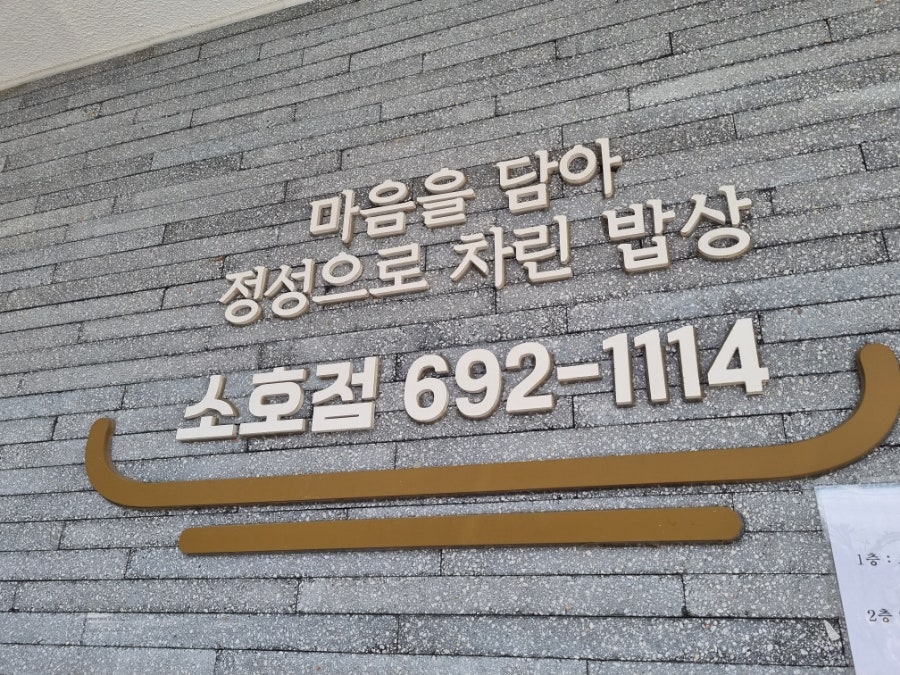 마음을 담아
정성으로 차린 밥상
소호점 692-1114
1층 :
2층